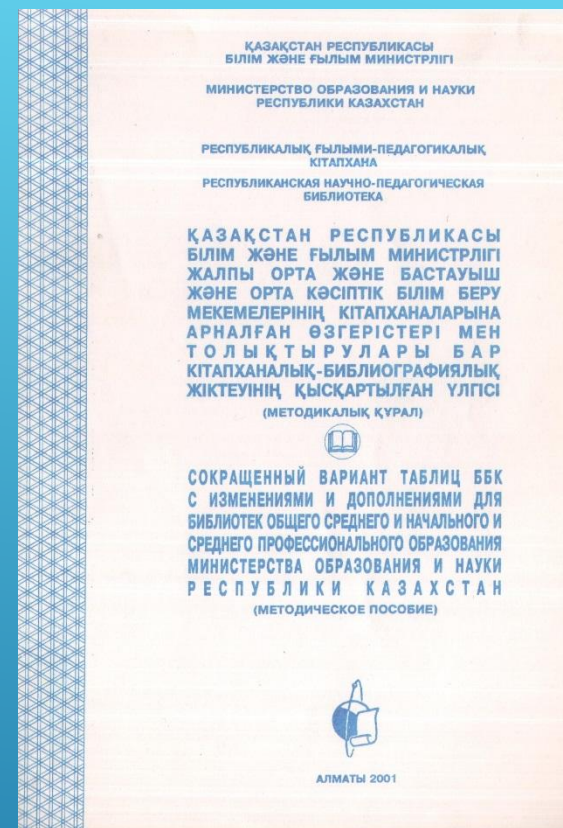 ҚАЗАҚСТАН РЕСПУБЛИКАСЫ
БІЛІМ ЖӘНЕ ҒЫЛЫМ МИНИСТРЛІГІ
МИНИСТЕРСТВО ОБРАЗОВАНИЯ И НАУКИ
РЕСПУБЛИКИ КАЗАХСТАН
РЕСПУБЛИКАЛЫҚ ҒЫЛЫМИ-ПЕДАГОГИКАЛЫҚ
КІТАПХАНА
РЕСПУБЛИКАНСКАЯ НАУЧНО-ПЕДАГОГИЧЕСКАЯ
БИБЛИОТЕКА
ҚАЗАҚСТАН РЕСПУБЛИКАСЫ
БІЛІМ ЖӘНЕ ҒЫЛЫМ МИНИСТРЛІГІ
ЖАЛПЫ ОРТА ЖӘНЕ БАСТАУЫШ
ЖӘНЕ ОРТА КӘСІПТІК БІЛІМ БЕРУ
МЕКЕМЕЛЕРІНІҢ КІТАПХАНАЛАРЫНА
АРНАЛҒАН ӨЗГЕРІСТЕРІ МЕН
ТОЛЫҚТЫРУЛАРЫ БАР
КІТАПХАНАЛЫҚ-БИБЛИОГРАФИЯЛЫҚ
ЖІКТЕУІНІҢ ҚЫСҚАРТЫЛҒАН ҮЛГІСІ
(МЕТОДИКАЛЫҚ ҚҰРАЛ)
СОКРАЩЕННЫЙ ВАРИАНТ ТАБЛИЦ ББК
С ИЗМЕНЕНИЯМИ И ДОПОЛНЕНИЯМИ ДЛЯ
БИБЛИОТЕК ОБЩЕГО СРЕДНЕГО И НАЧАЛЬНОГО И
СРЕДНЕГО ПРОФЕССИОНАЛЬНОГО ОБРАЗОВАНИЯ
МИНИСТЕРСТВА ОБРАЗОВАНИЯ И НАУКИ
РЕСПУБЛИКИ КАЗАХСТАН
(МЕТОДИЧЕСКОЕ ПОСОБИЕ)
АЛМАТЫ 2001